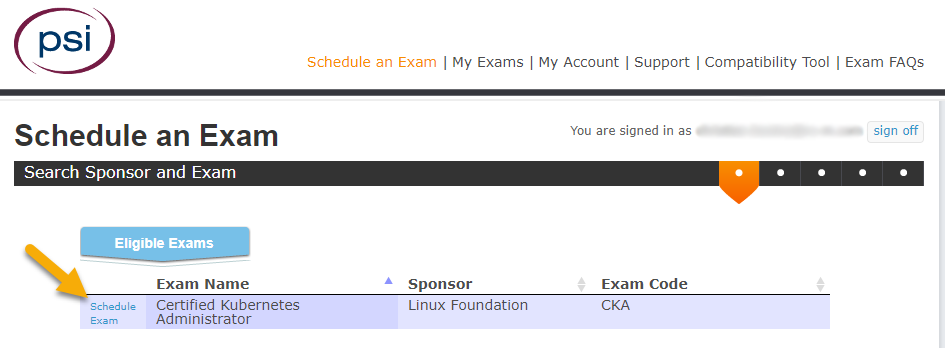 psi
Schedule an Exam | My Exams | My Account | Support | Compatibility Tool | Exam FAQs
Schedule an Exam
You are signed in as
sign off
Search Sponsor and Exam
Eligible Exams
Exam Name Sponsor Exam Code
Schedule Exam Certified Kubernetes Administrator Linux Foundation CKA